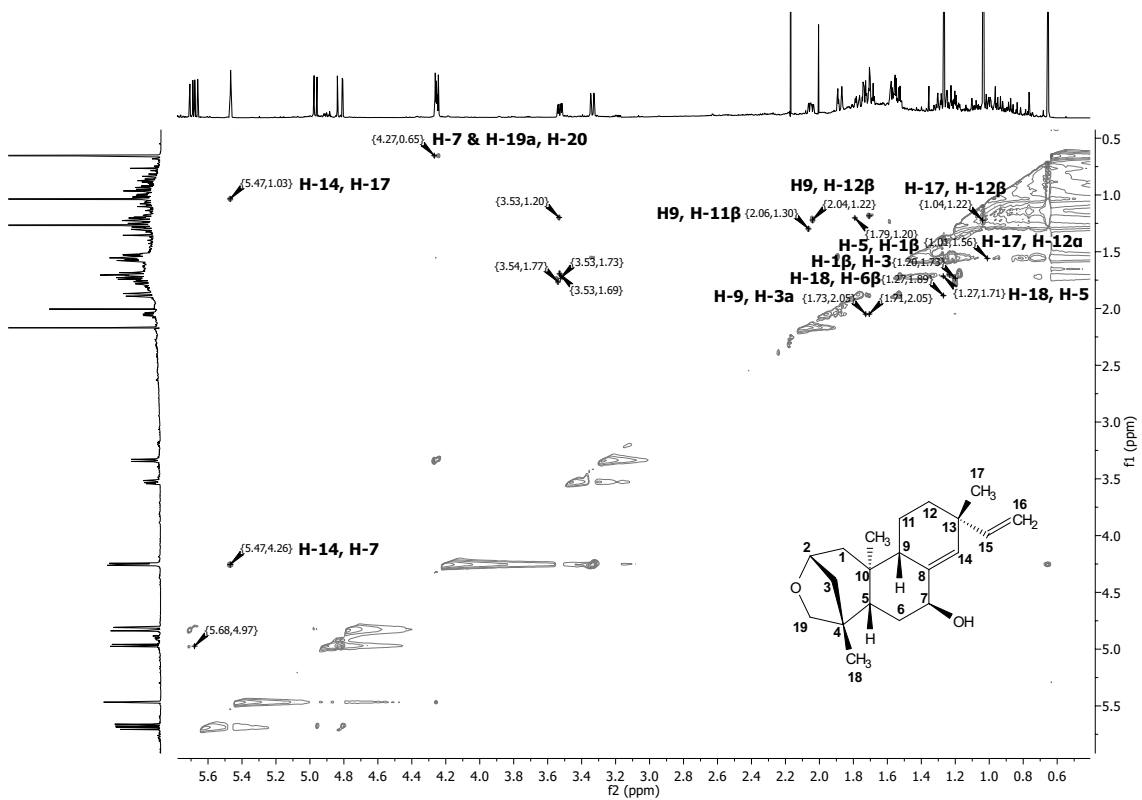 {4.27,0.65} H-7 & H-19a, H-20
{5.47,1.03} H-14, H-17
{3.53,1.20}
H9, H-12β
{2.04,1.22}
H-17, H-12β
{1.04,1.22}
H9, H-11β {2.06,1.30}
{1.79,1.20}
H-5, H-1β
{1.01,1.56} H-17, H-12α
{3.54,1.77}
{3.53,1.73}
{3.53,1.69}
H-1β, H-3
{1.20,1.73}
H-18, H-6β
{1.27,1.89}
{1.27,1.71} H-18, H-5
H-9, H-3a
{1.73,2.05}
{1.71,2.05}
{5.47,4.26} H-14, H-7
{5.68,4.97}
0.5
1.0
1.5
2.0
2.5
3.0
3.5
4.0
4.5
5.0
5.5
f1 (ppm)
17
CH3
16
CH2
12
13
15
11
14
CH3
2
1
9
10
8
H
3
O
5
6
7
OH
19
4
H
CH3
18
5.6 5.4 5.2 5.0 4.8 4.6 4.4 4.2 4.0 3.8 3.6 3.4 3.2 3.0 2.8 2.6 2.4 2.2 2.0 1.8 1.6 1.4 1.2 1.0 0.8 0.6
f2 (ppm)